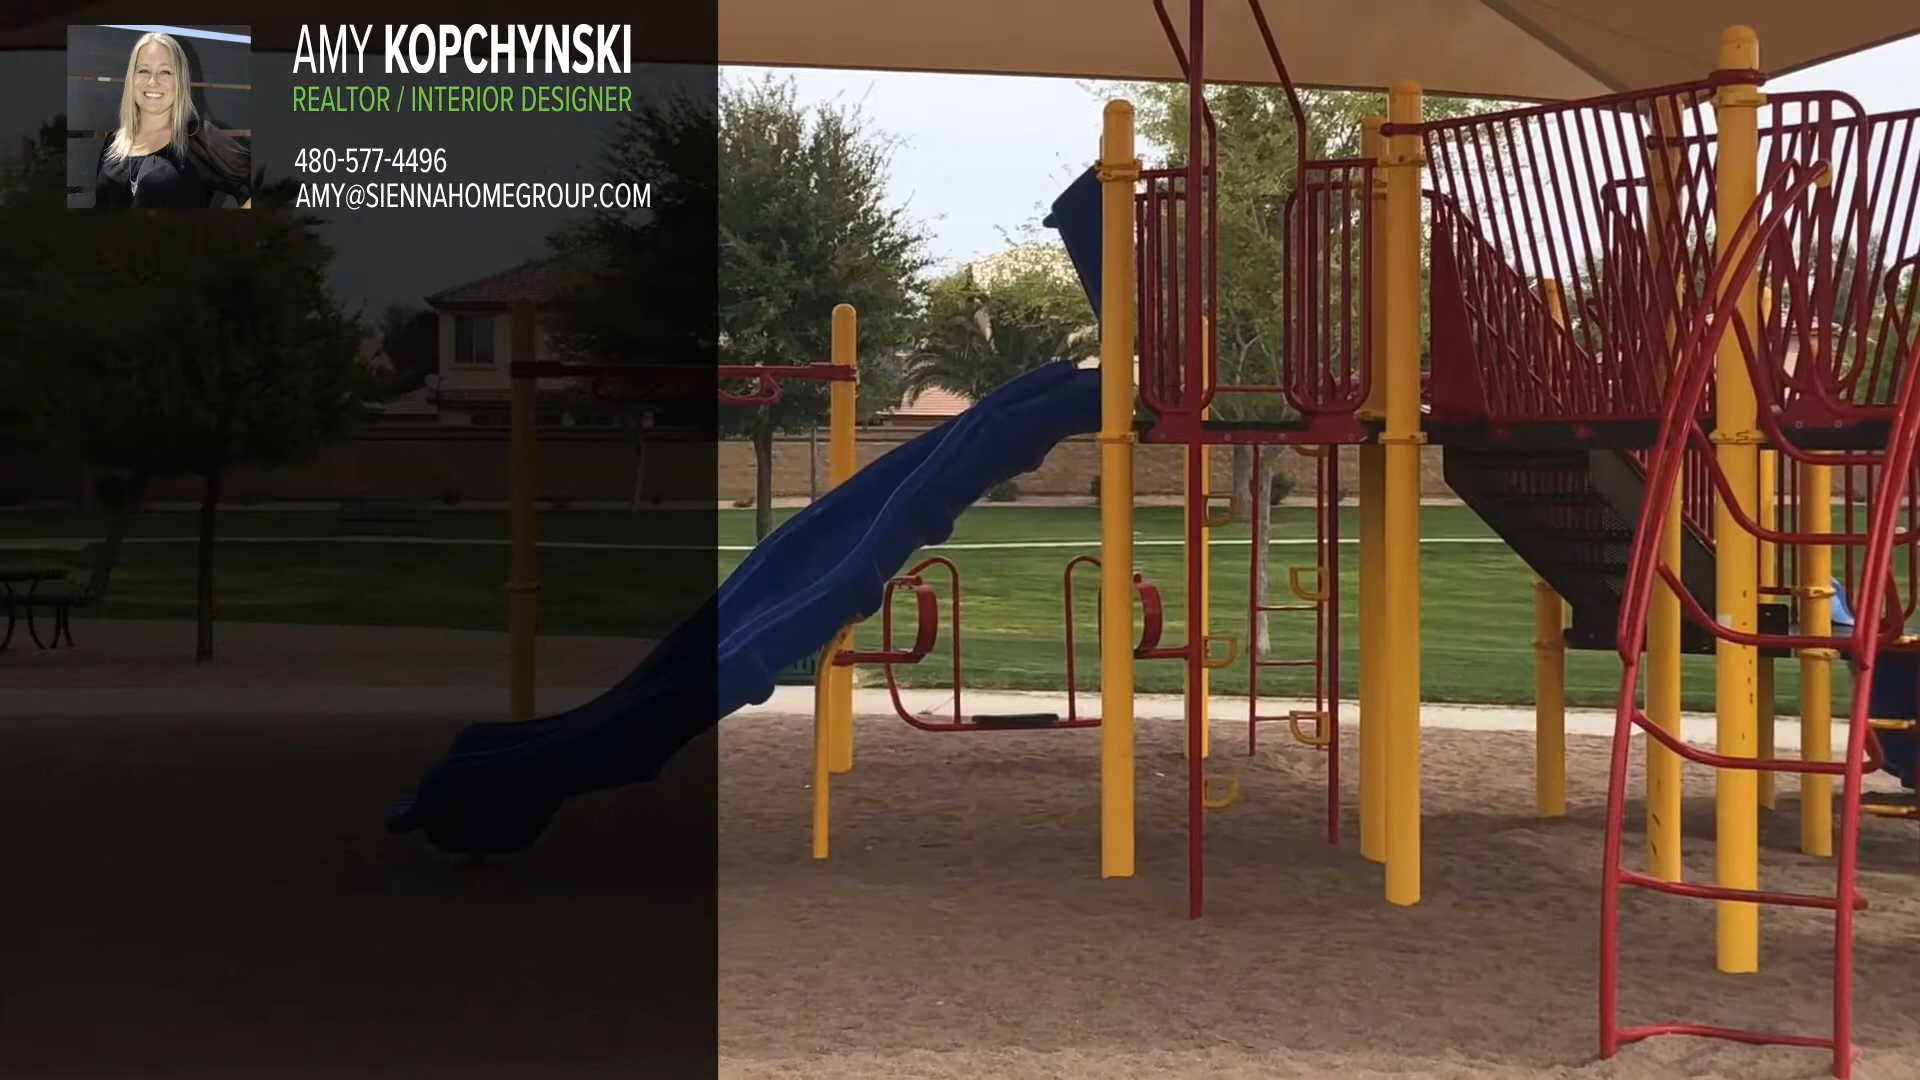 AMY KOPCHYNSKI
REALTOR / INTERIOR DESIGNER
480-577-4496
AMY@SIENNAHOMEGROUP.COM